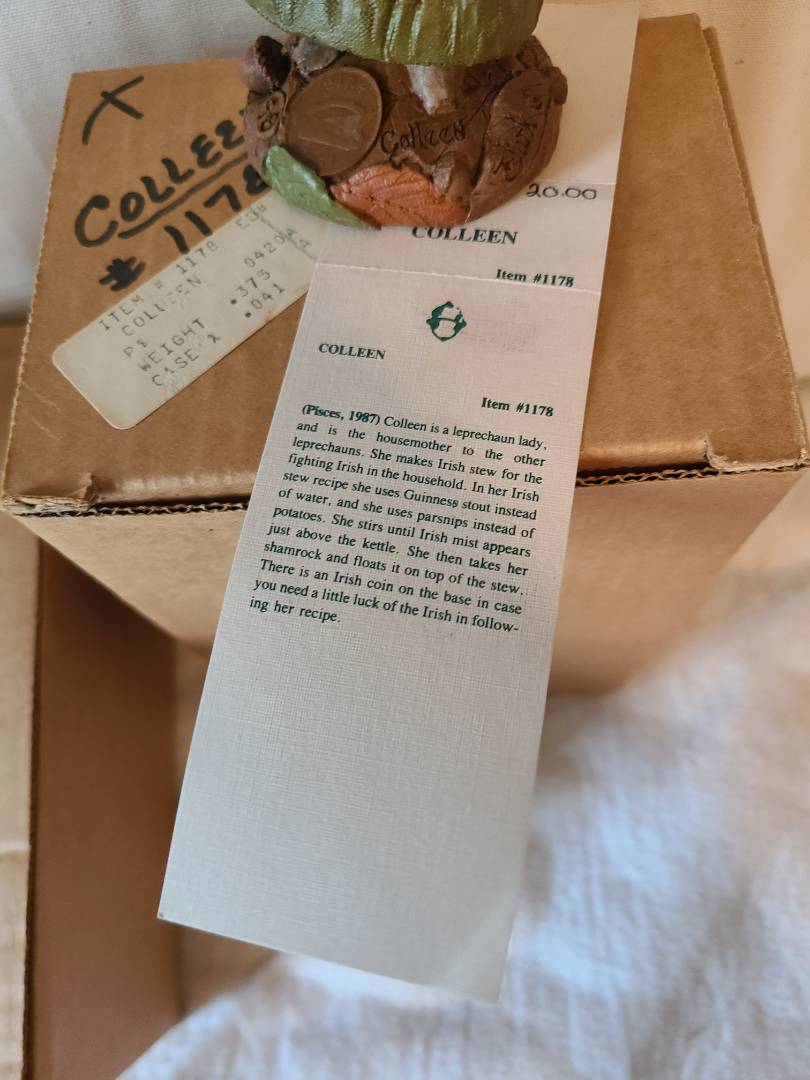 X
COLLEEN
# 1178
ITEM # 1178
COLLEEN 0420A
P$
WEIGHT .375
CASE .041
Colleen
20.00
COLLEEN
Item #1178
COLLEEN
Item #1178
(Pisces, 1987) Colleen is a leprechaun lady,
and is the housemother to the other
leprechauns. She makes Irish stew for the
fighting Irish in the household. In her Irish
stew recipe she uses Guinness stout instead
of water, and she uses parsnips instead of
potatoes. She stirs until Irish mist appears
just above the kettle. She then takes her
shamrock and floats it on top of the stew.
There is an Irish coin on the base in case
you need a little luck of the Irish in follow-
ing her recipe.